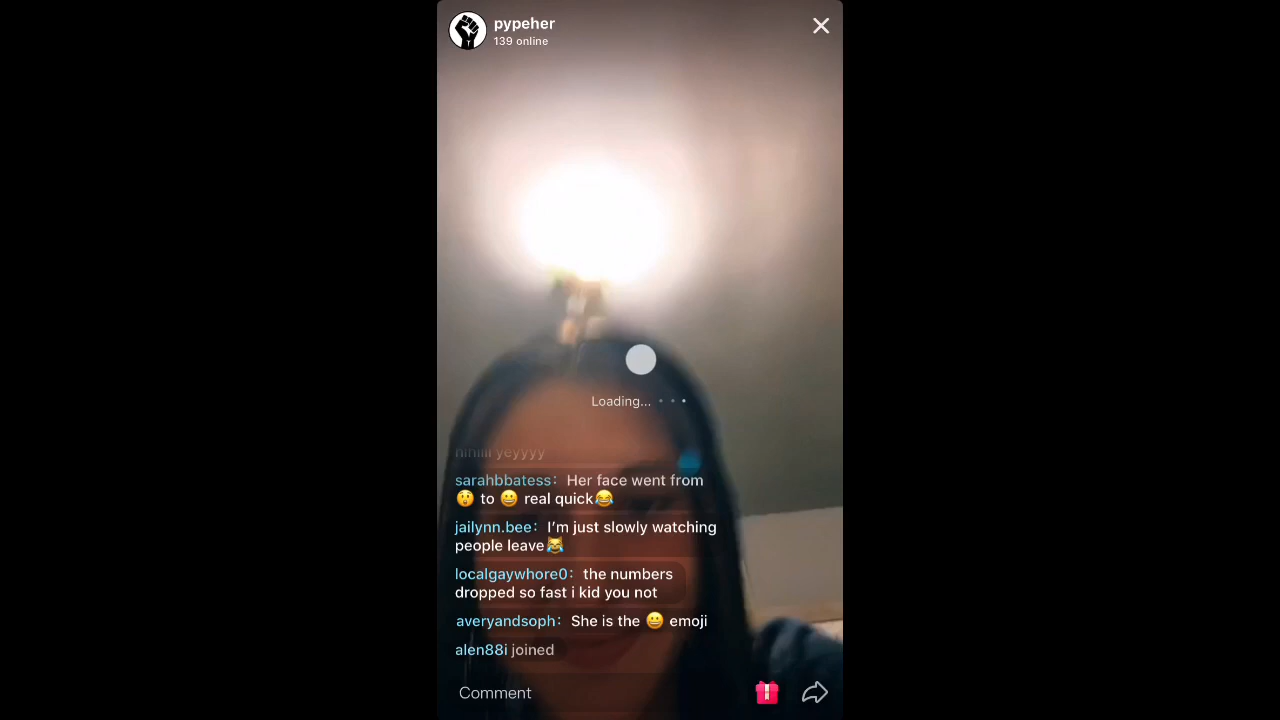 pypeher
139 online
Loading...
yeyyyy
sarahbbatess: Her face went from
😲 to 😀 real quick😂
jailynn.bee: I’m just slowly watching
people leave😹
localgaywhore0: the numbers
dropped so fast i kid you not
averyandsoph: She is the 😀 emoji
alen88i joined
Comment